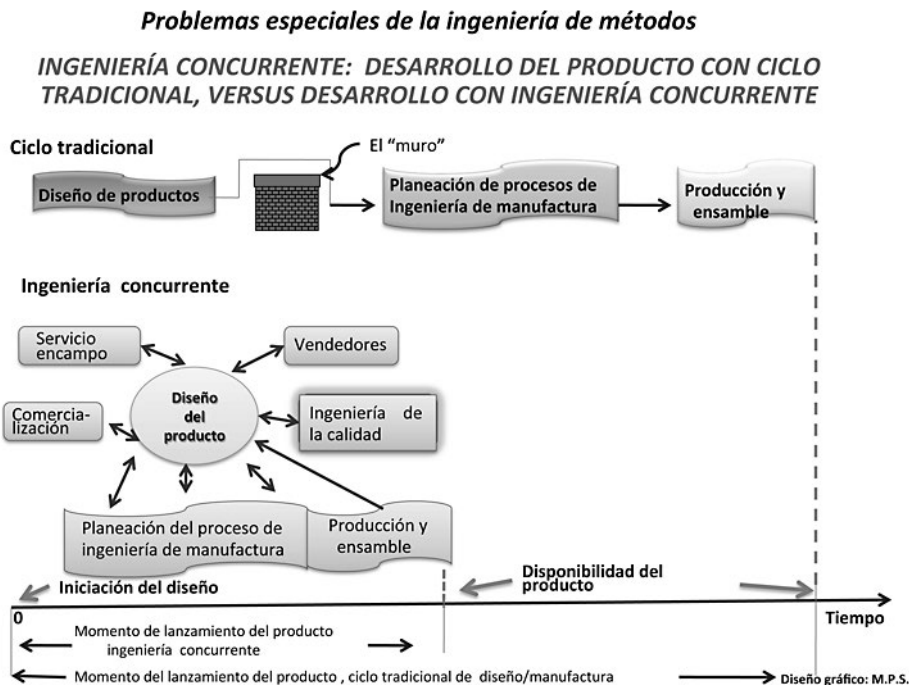 Problemas especiales de la ingeniería de métodos
INGENIERÍA CONCURRENTE: DESARROLLO DEL PRODUCTO CON CICLO
TRADICIONAL, VERSUS DESARROLLO CON INGENIERÍA CONCURRENTE
Ciclo tradicional
El “muro”
Diseño de productos
Planeación de procesos de
Ingeniería de manufactura
Producción y
ensamble
Ingeniería concurrente
Servicio
encampo
Vendedores
Diseño
del
producto
Comercia-
lización
Ingeniería de
la calidad
Planeación del proceso de
ingeniería de manufactura
Producción y
ensamble
Iniciación del diseño
Disponibilidad del
producto
0
Tiempo
Momento de lanzamiento del producto
ingeniería concurrente
Momento del lanzamiento del producto , ciclo tradicional de diseño/manufactura
Diseño gráfico: M.P.S.